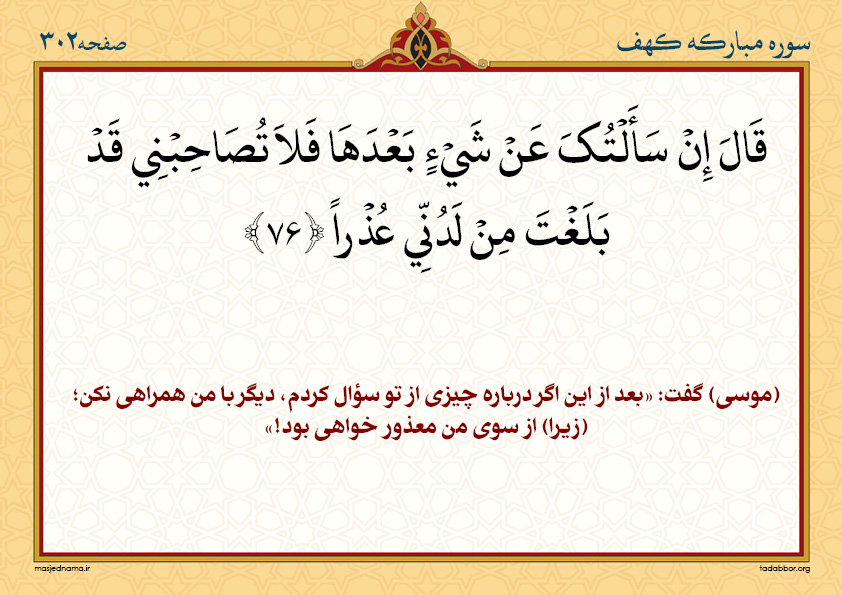 سوره مبارکه کهف
صفحه۳۰۲
قَالَ إِنْ سَأَلْتُکَ عَنْ شَيْءٍ بَعْدَهَا فَلاَ تُصَاحِبْنِي قَدْ
بَلَغْتَ مِنْ لَدُنِّي عُذْراً ﴿۷۶﴾
(موسی) گفت: «بعد از این اگر درباره چیزی از تو سؤال کردم، دیگر با من همراهی نکن؛
(زیرا) از سوی من معذور خواهی بود!»
masjednama.ir
tadabbor.org